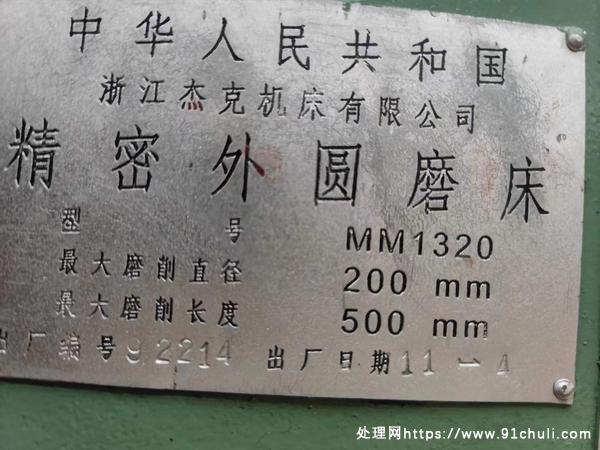 中华人民共和国
浙江杰克机床有限公司
精密外圆磨床
型号 MM1320
最大磨削直径 200 mm
最大磨削长度 500 mm
出厂编号 92214 出厂日期 11-4
处理网https://www.91chuli.com/